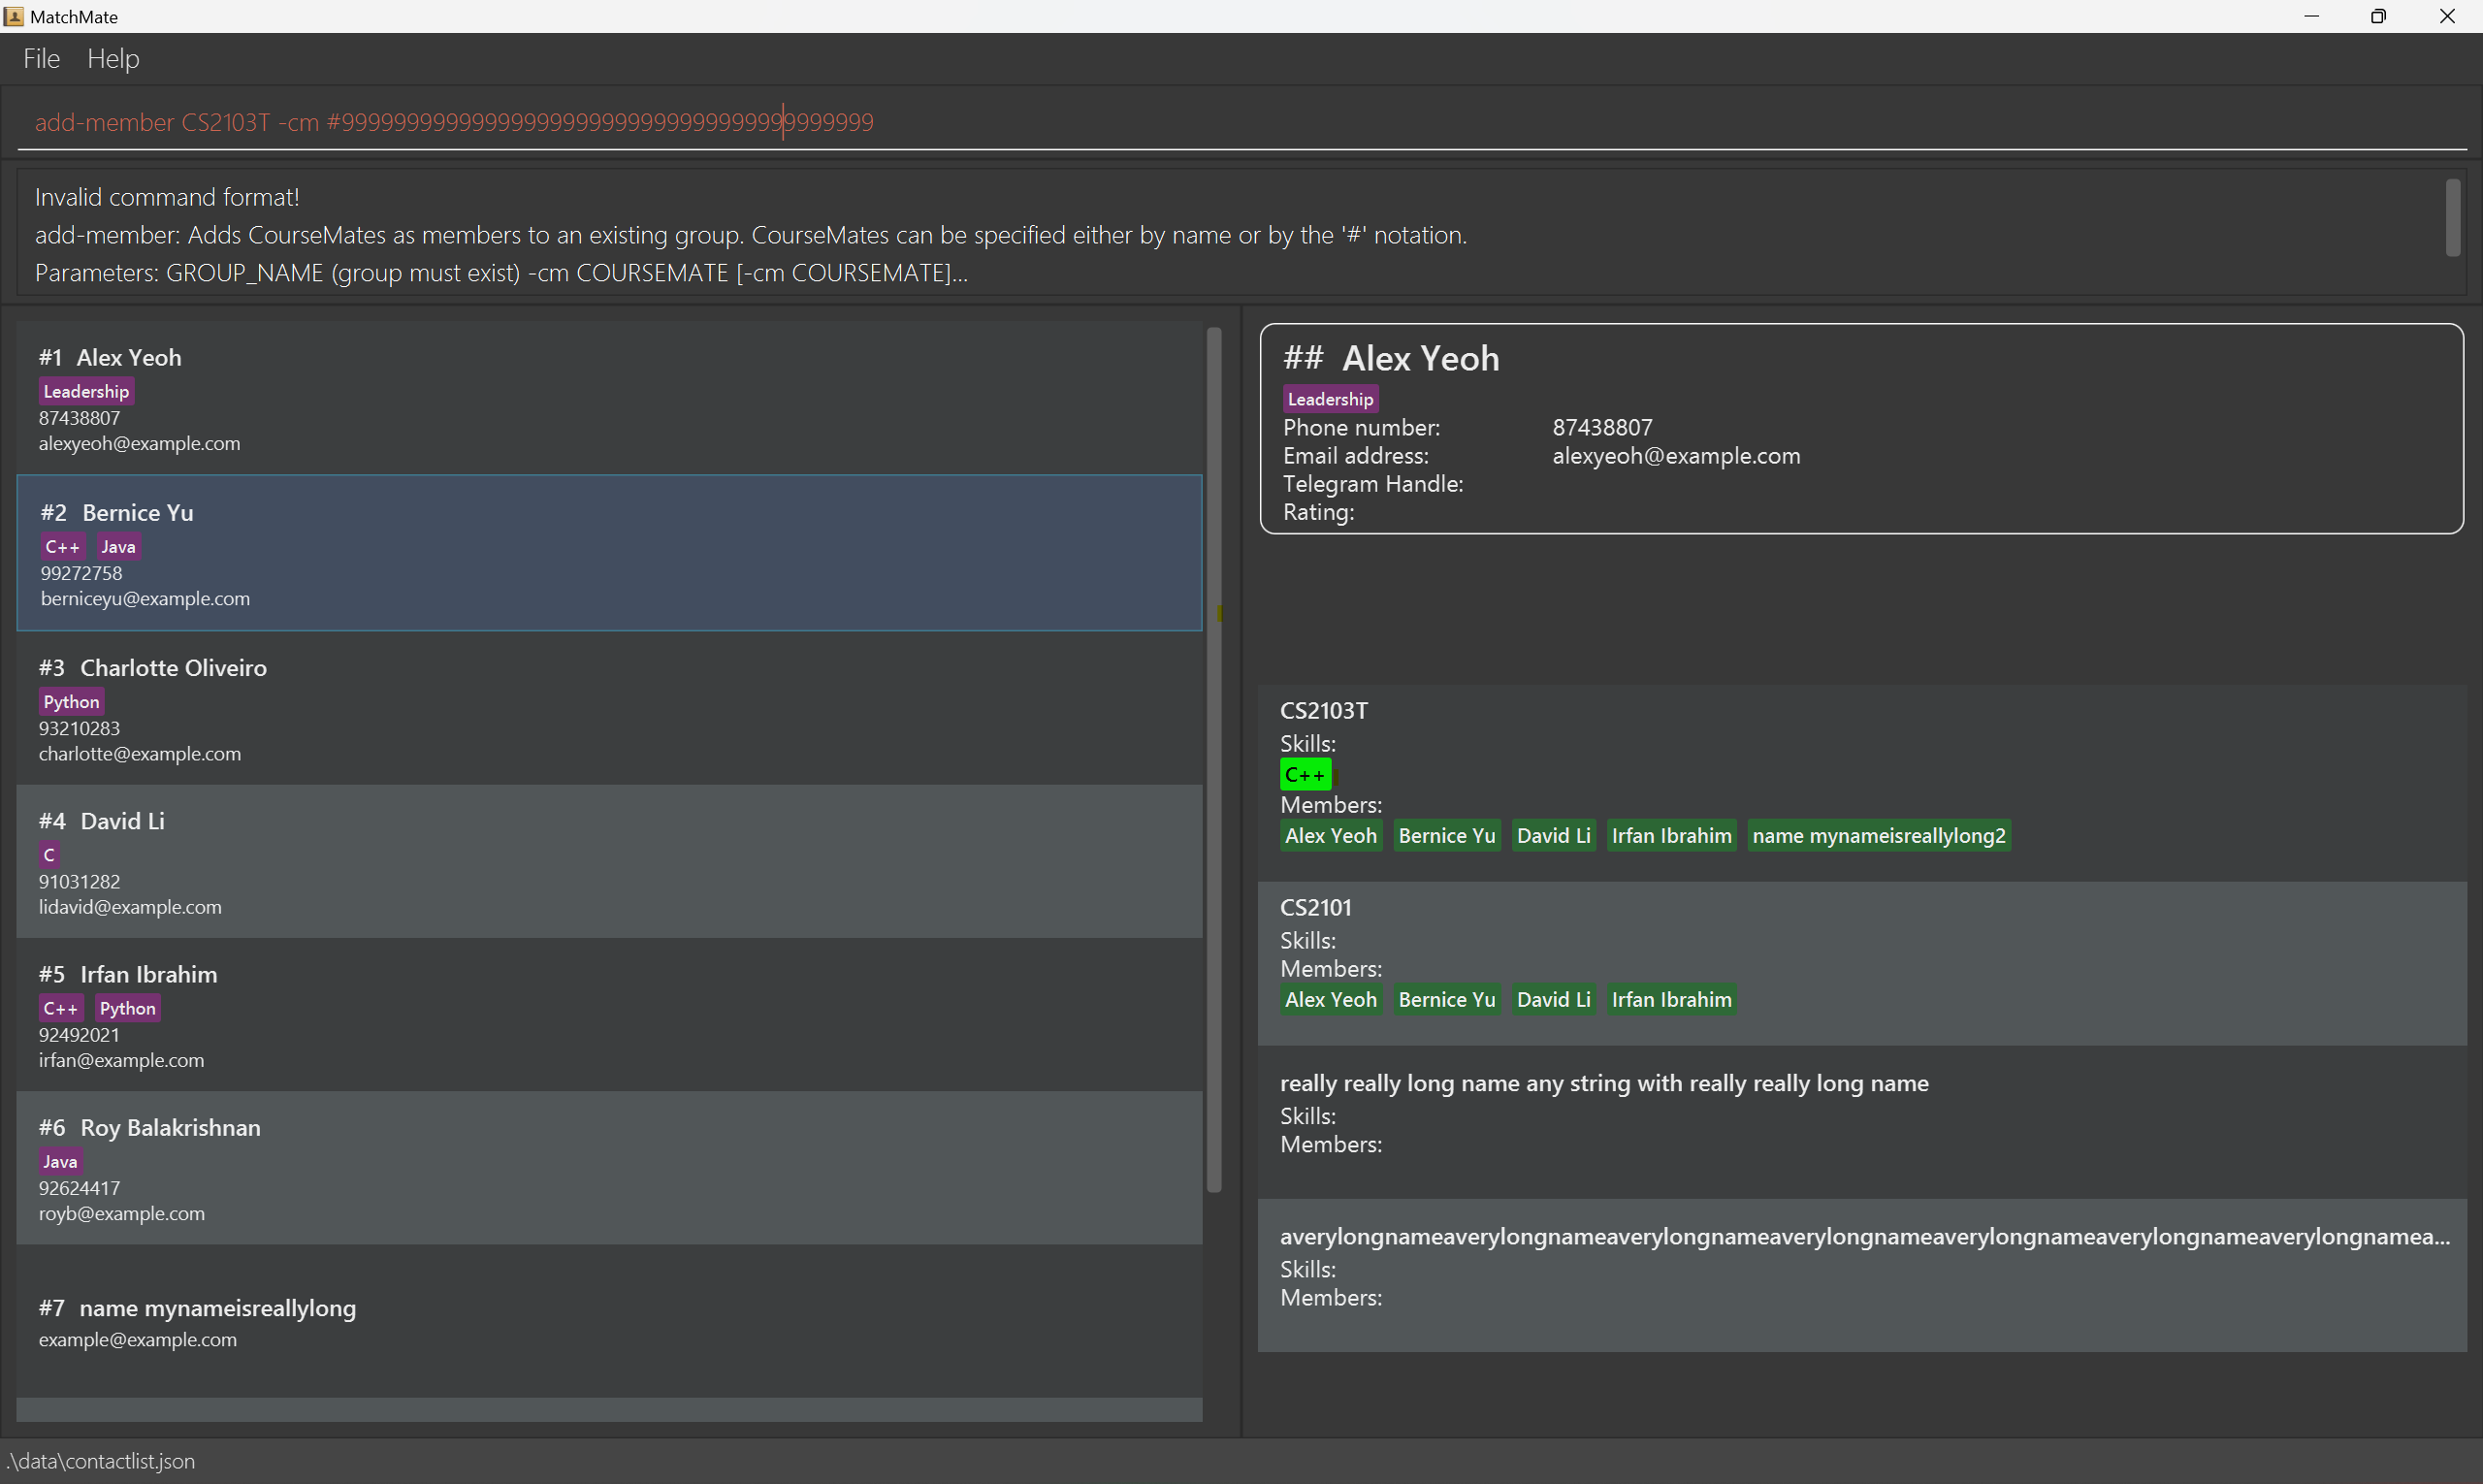 MatchMate
File Help
add-member CS2103T -cm #99999999999999999999999999999999999999999
Invalid command format!
add-member: Adds CourseMates as members to an existing group. CourseMates can be specified either by name or by the '#' notation.
Parameters: GROUP_NAME (group must exist) -cm COURSEMATE [-cm COURSEMATE]...
#1 Alex Yeoh
Leadership
87438807
alexyeoh@example.com
#2 Bernice Yu
C++ Java
99272758
berniceyu@example.com
#3 Charlotte Oliveiro
Python
93210283
charlotte@example.com
#4 David Li
C
91031282
lidavid@example.com
#5 Irfan Ibrahim
C++ Python
92492021
irfan@example.com
#6 Roy Balakrishnan
Java
92624417
royb@example.com
#7 name mynameisreallylong
example@example.com
## Alex Yeoh
Leadership
Phone number: 87438807
Email address: alexyeoh@example.com
Telegram Handle:
Rating:
CS2103T
Skills:
C++
Members:
Alex Yeoh Bernice Yu David Li Irfan Ibrahim name mynameisreallylong2
CS2101
Skills:
Members:
Alex Yeoh Bernice Yu David Li Irfan Ibrahim
really really long name any string with really really long name
Skills:
Members:
averylongnameaverylongnameaverylongnameaverylongnameaverylongnameaverylongnameaverylongnamea...
Skills:
Members:
.\data\contactlist.json